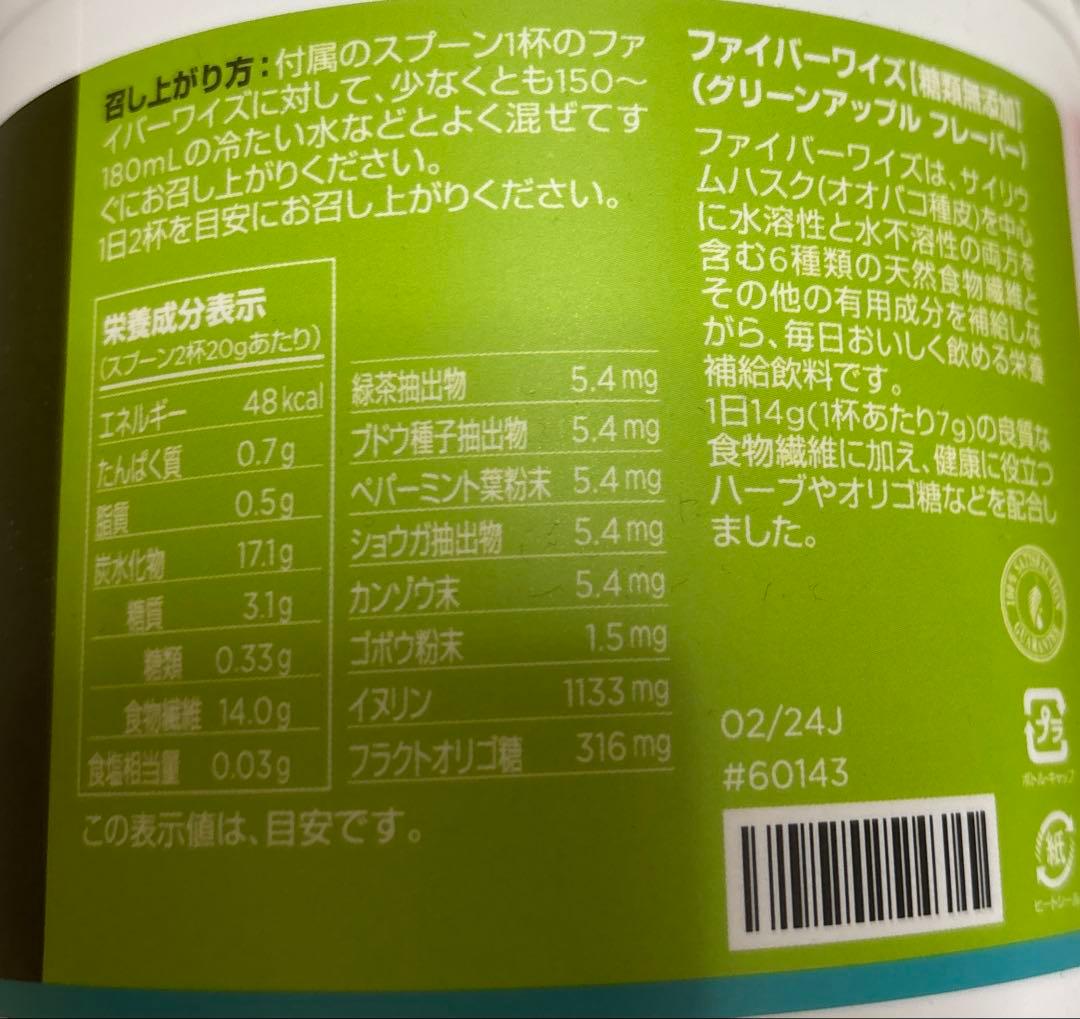 召し上がり方：付属のスプーン1杯のファ
イバーワイズに対して、少なくとも150～
180mLの冷たい水などとよく混ぜてす
ぐにお召し上がりください。
1日2杯を目安にお召し上がりください。
栄養成分表示
(スプーン2杯20gあたり)
エネルギー 48kcal
たんぱく質 0.7g
脂質 0.5g
炭水化物 17.1g
糖質 3.1g
糖類 0.33g
食物繊維 14.0g
食塩相当量 0.03g
緑茶抽出物 5.4mg
ブドウ種子抽出物 5.4mg
ペパーミント葉粉末 5.4mg
ショウガ抽出物 5.4mg
カンゾウ末 5.4mg
ゴボウ粉末 1.5mg
イヌリン 1133mg
フラクトオリゴ糖 316mg
この表示値は、目安です。
ファイバーワイズ[糖類無添加]
(グリーンアップル フレーバー)
ファイバーワイズは、サイリウ
ムハスク(オオバコ種皮)を中心
に水溶性と水不溶性の両方を
含む6種類の天然食物繊維と
その他の有用成分を補給しな
がら、毎日おいしく飲める栄養
補給飲料です。
1日14g(1杯あたり7g)の良質な
食物繊維に加え、健康に役立つ
ハーブやオリゴ糖などを配合し
ました。
100% SATISFACTION
GUARANTEE
02/24J
#60143
プラ
ボトル・キャップ
紙
ヒートシール